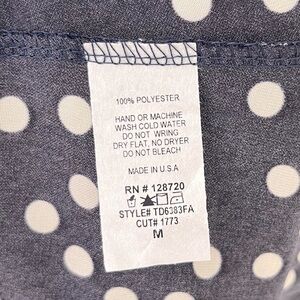 100% POLYESTER
HAND OR MACHINE
WASH COLD WATER
DO NOT WRING
DRY FLAT, NO DRYER
DO NOT BLEACH
MADE IN U.S.A
RN # 128720
STYLE# TD6383FA
CUT# 1773
M